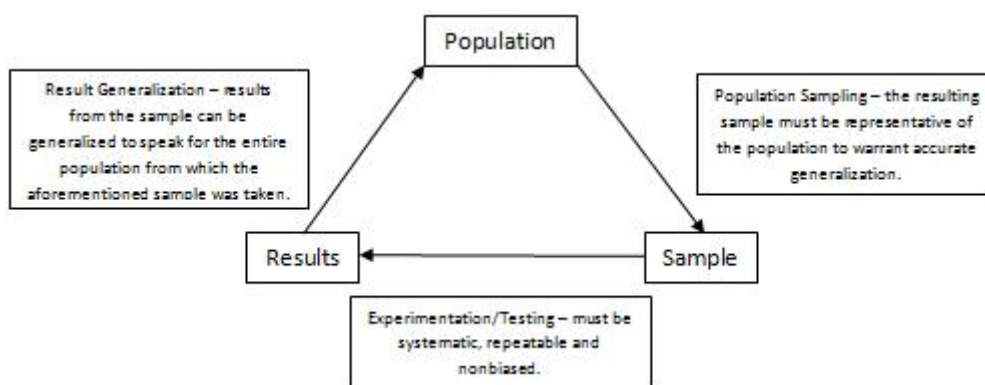 Population
Result Generalization – results
from the sample can be
generalized to speak for the entire
population from which the
aforementioned sample was taken.
Population Sampling – the resulting
sample must be representative of
the population to warrant accurate
generalization.
Results
Sample
Experimentation/Testing – must be
systematic, repeatable and
nonbiased.